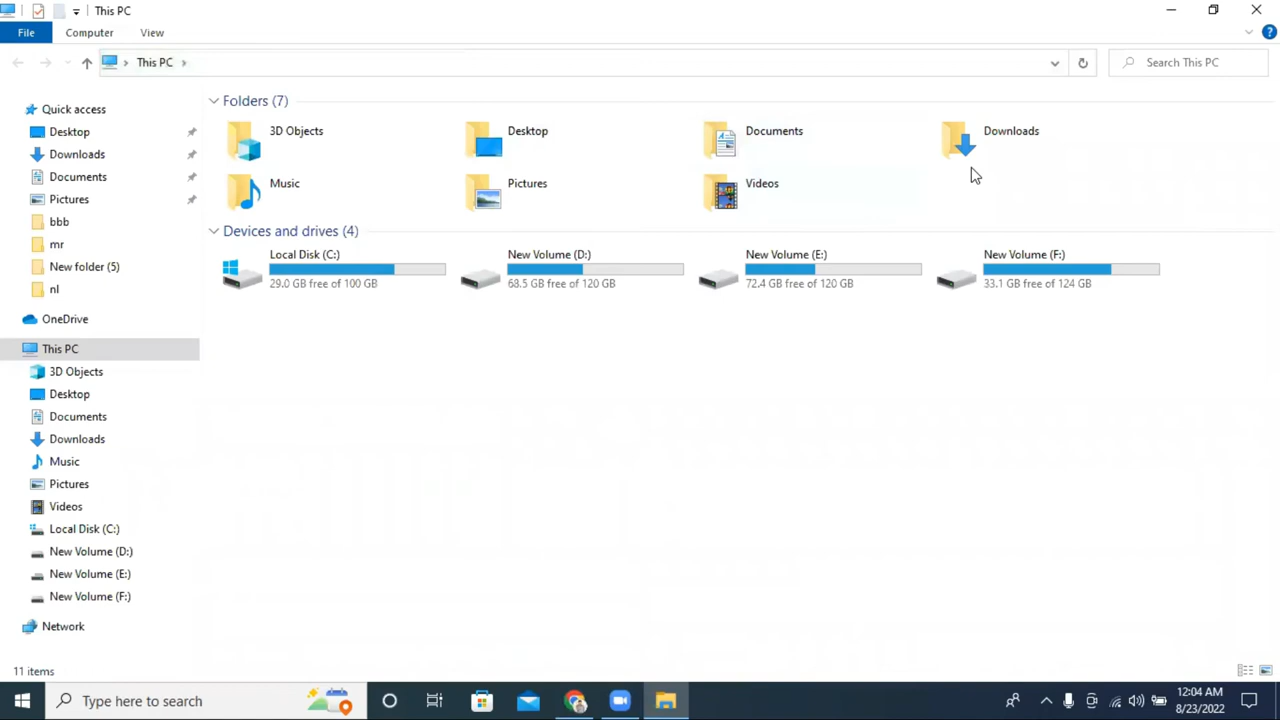 This PC
File Computer View
This PC
Search This PC
Folders (7)
3D Objects
Desktop
Documents
Downloads
Music
Pictures
Videos
Devices and drives (4)
Local Disk (C:)
29.0 GB free of 100 GB
New Volume (D:)
68.5 GB free of 120 GB
New Volume (E:)
72.4 GB free of 120 GB
New Volume (F:)
33.1 GB free of 124 GB
Quick access
Desktop
Downloads
Documents
Pictures
bbb
mr
New folder (5)
nl
OneDrive
This PC
3D Objects
Desktop
Documents
Downloads
Music
Pictures
Videos
Local Disk (C:)
New Volume (D:)
New Volume (E:)
New Volume (F:)
Network
11 items
Type here to search
12:04 AM
8/23/2022